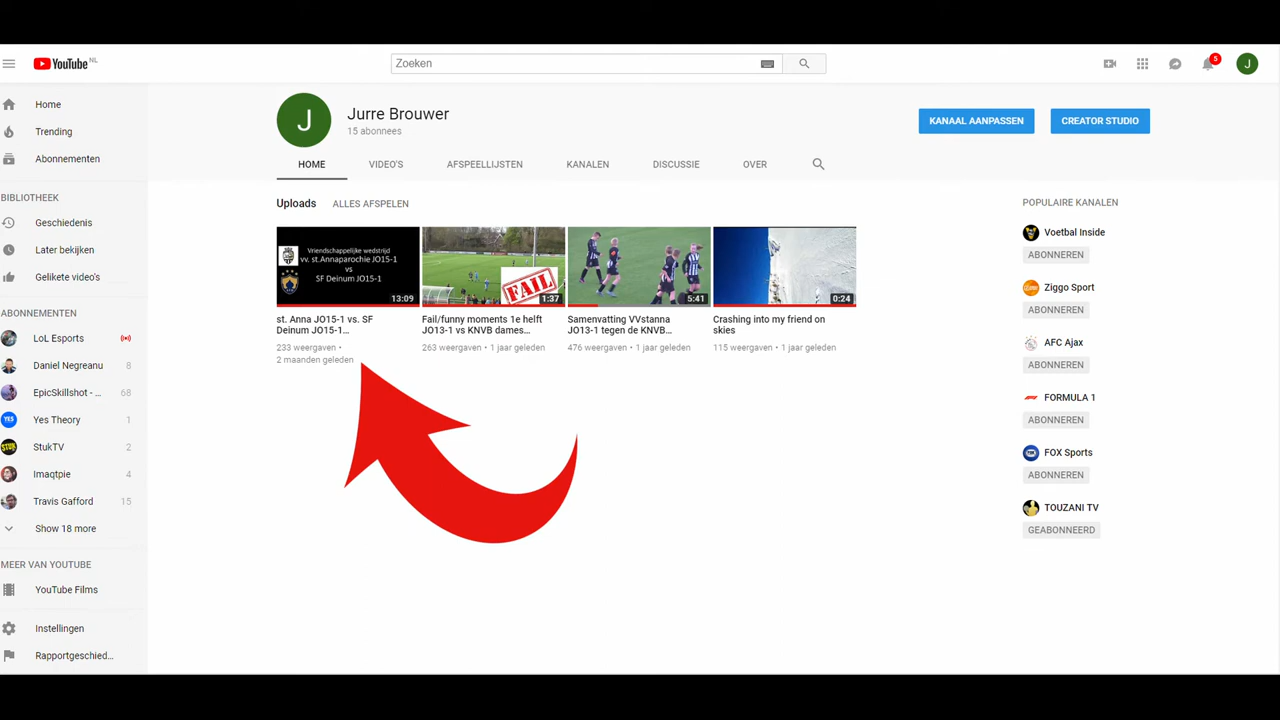 YouTube NL
Zoeken
5
J
Home
Trending
Abonnementen
BIBLIOTHEEK
Geschiedenis
Later bekijken
Gelikete video's
ABONNEMENTEN
LoL Esports
Daniel Negreanu 8
EpicSkillshot - ... 68
YES
Yes Theory 1
STUK
StukTV 2
Imaqtpie 4
Travis Gafford 15
Show 18 more
MEER VAN YOUTUBE
YouTube Films
Instellingen
Rapportgeschied...
J
Jurre Brouwer
15 abonnees
KANAAL AANPASSEN
CREATOR STUDIO
HOME VIDEO'S AFSPEELLIJSTEN KANALEN DISCUSSIE OVER
Uploads ALLES AFSPELEN
Vriendschappelijke wedstrijd
vv. st.Annaparochie JO15-1
vs
SF Deinum JO15-1
13:09
st. Anna JO15-1 vs. SF
Deinum JO15-1...
233 weergaven •
2 maanden geleden
FAIL
1:37
Fail/funny moments 1e helft
JO13-1 vs KNVB dames...
263 weergaven • 1 jaar geleden
5:41
Samenvatting VVstanna
JO13-1 tegen de KNVB...
476 weergaven • 1 jaar geleden
0:24
Crashing into my friend on
skies
115 weergaven • 1 jaar geleden
POPULAIRE KANALEN
Voetbal Inside
ABONNEREN
Ziggo Sport
ABONNEREN
AFC Ajax
ABONNEREN
FORMULA 1
ABONNEREN
FOX Sports
ABONNEREN
TOUZANI TV
GEABONNEERD